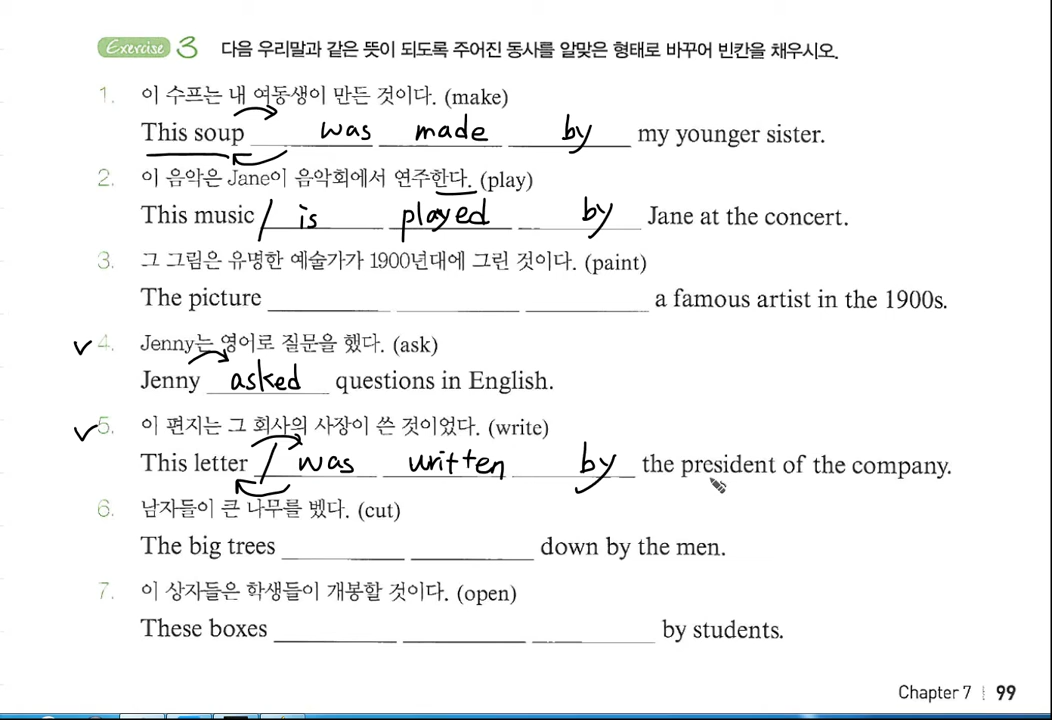 Exercise 3 다음 우리말과 같은 뜻이 되도록 주어진 동사를 알맞은 형태로 바꾸어 빈칸을 채우시오.
1. 이 수프는 내 여동생이 만든 것이다. (make)
This soup was made by my younger sister.
2. 이 음악은 Jane이 음악회에서 연주한다. (play)
This music is played by Jane at the concert.
3. 그 그림은 유명한 예술가가 1900년대에 그린 것이다. (paint)
The picture ___ ___ ___ a famous artist in the 1900s.
4. Jenny는 영어로 질문을 했다. (ask)
Jenny asked questions in English.
5. 이 편지는 그 회사의 사장이 쓴 것이었다. (write)
This letter was written by the president of the company.
6. 남자들이 큰 나무를 벴다. (cut)
The big trees ___ ___ down by the men.
7. 이 상자들은 학생들이 개봉할 것이다. (open)
These boxes ___ ___ ___ by students.
Chapter 7 99